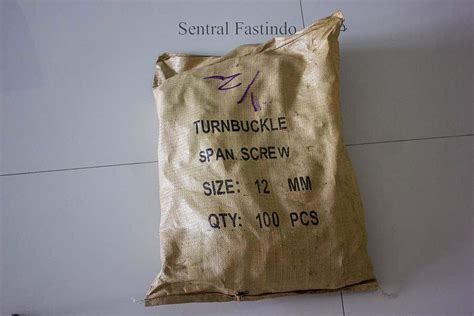 Sentral Fastindo
TURNBUCKLE
SPAN SCREW
SIZE: 12 MM
QTY: 100 PCS